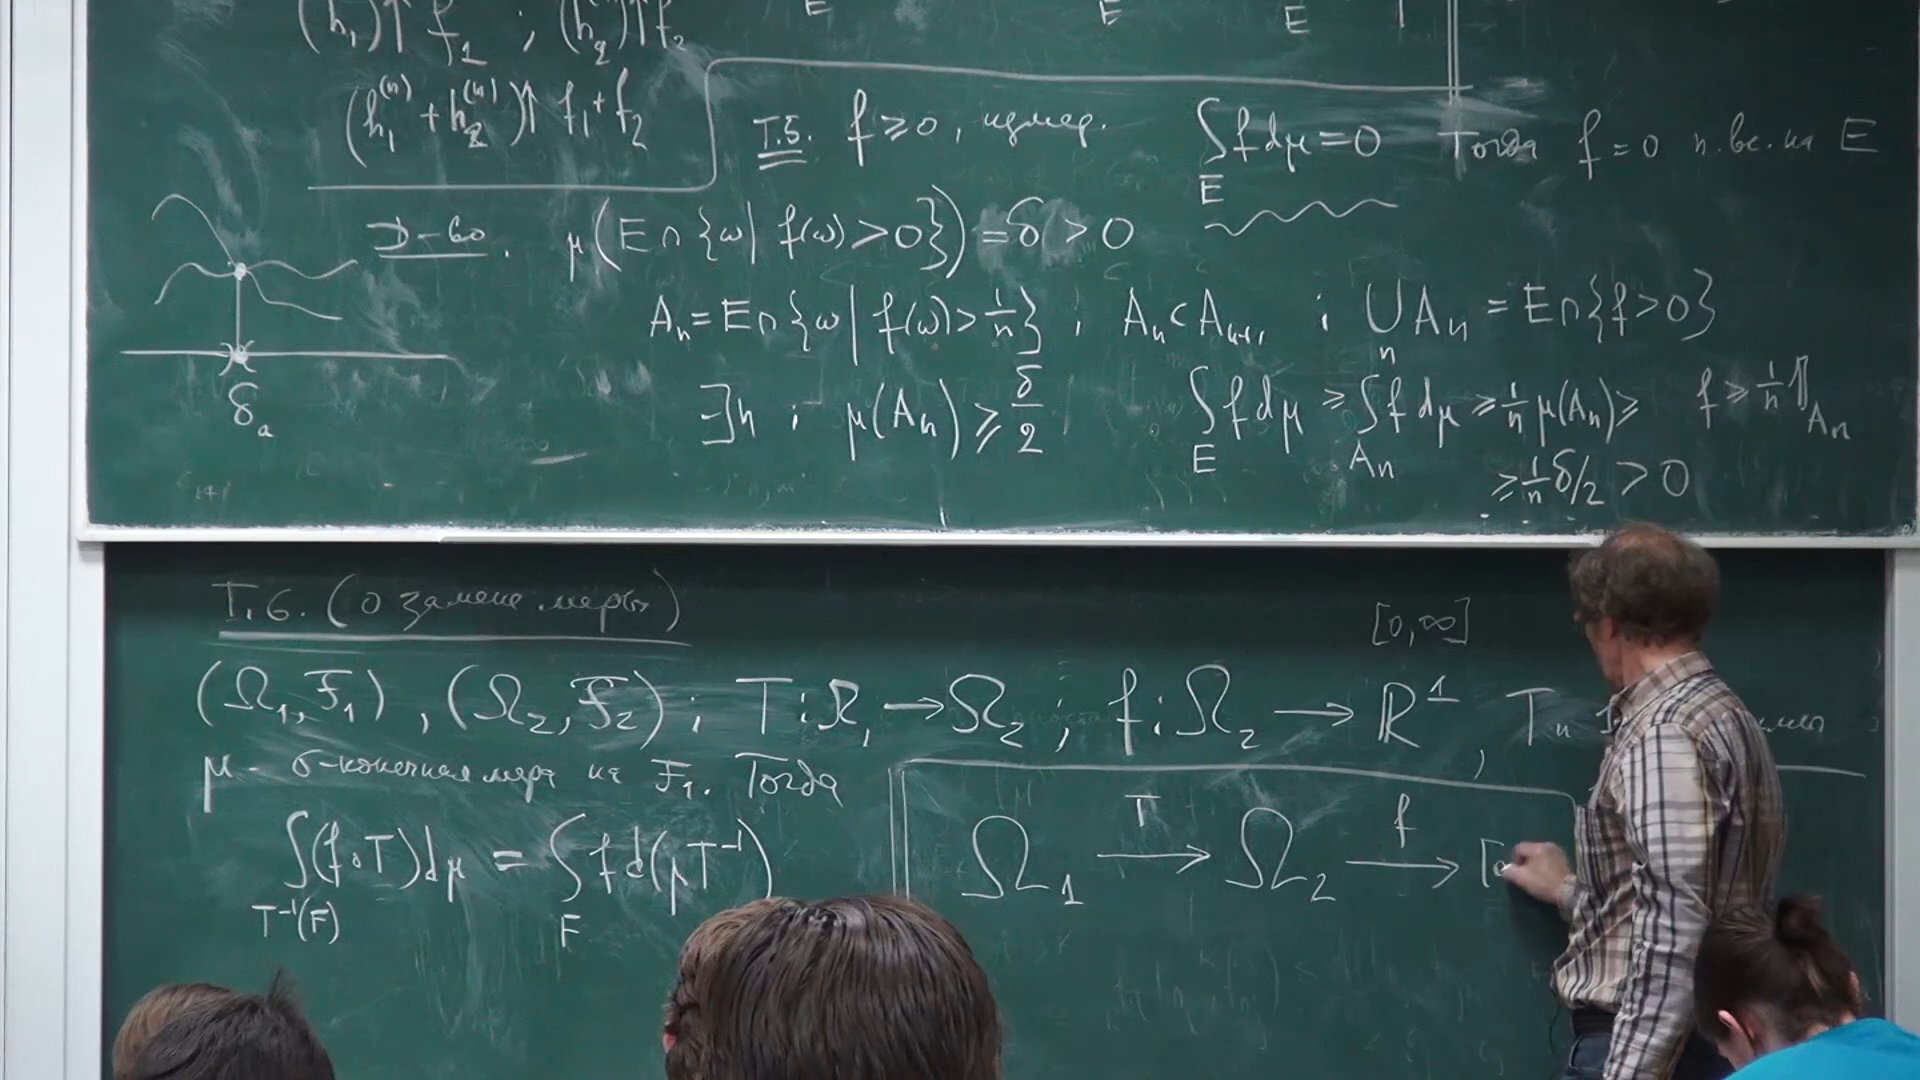 (h₁)↑ f₁ ; (h₂)↑ f₂
E E E
(h₁⁽ⁿ⁾ + h₂⁽ⁿ⁾)↑ f₁ + f₂
T.5. f ≥ 0, измер. ∫_E f dμ = 0 Тогда f = 0 п.вс. на E
Д-во. μ(E ∩ {ω | f(ω) > 0}) = δ > 0
Aₙ = E ∩ {ω | f(ω) > 1/n} ; Aₙ ⊂ Aₙ₊₁, ; ⋃ₙ Aₙ = E ∩ {f > 0}
δₐ
∃n : μ(Aₙ) ≥ δ/2 ∫_E f dμ ≥ ∫_{Aₙ} f dμ ≥ 1/n μ(Aₙ) ≥ f ≥ 1/n 𝟙_{Aₙ}
≥ 1/n δ/2 > 0
T.6. (о замене меры)
[0,∞]
(Ω₁, F₁), (Ω₂, F₂); T : Ω₁ → Ω₂ ; f : Ω₂ → ℝ¹, T и
μ - σ-конечная мера на F₁. Тогда
∫_{T⁻¹(F)} (f∘T) dμ = ∫_F f d(μT⁻¹)
Ω₁ —T→ Ω₂ —f→ [0